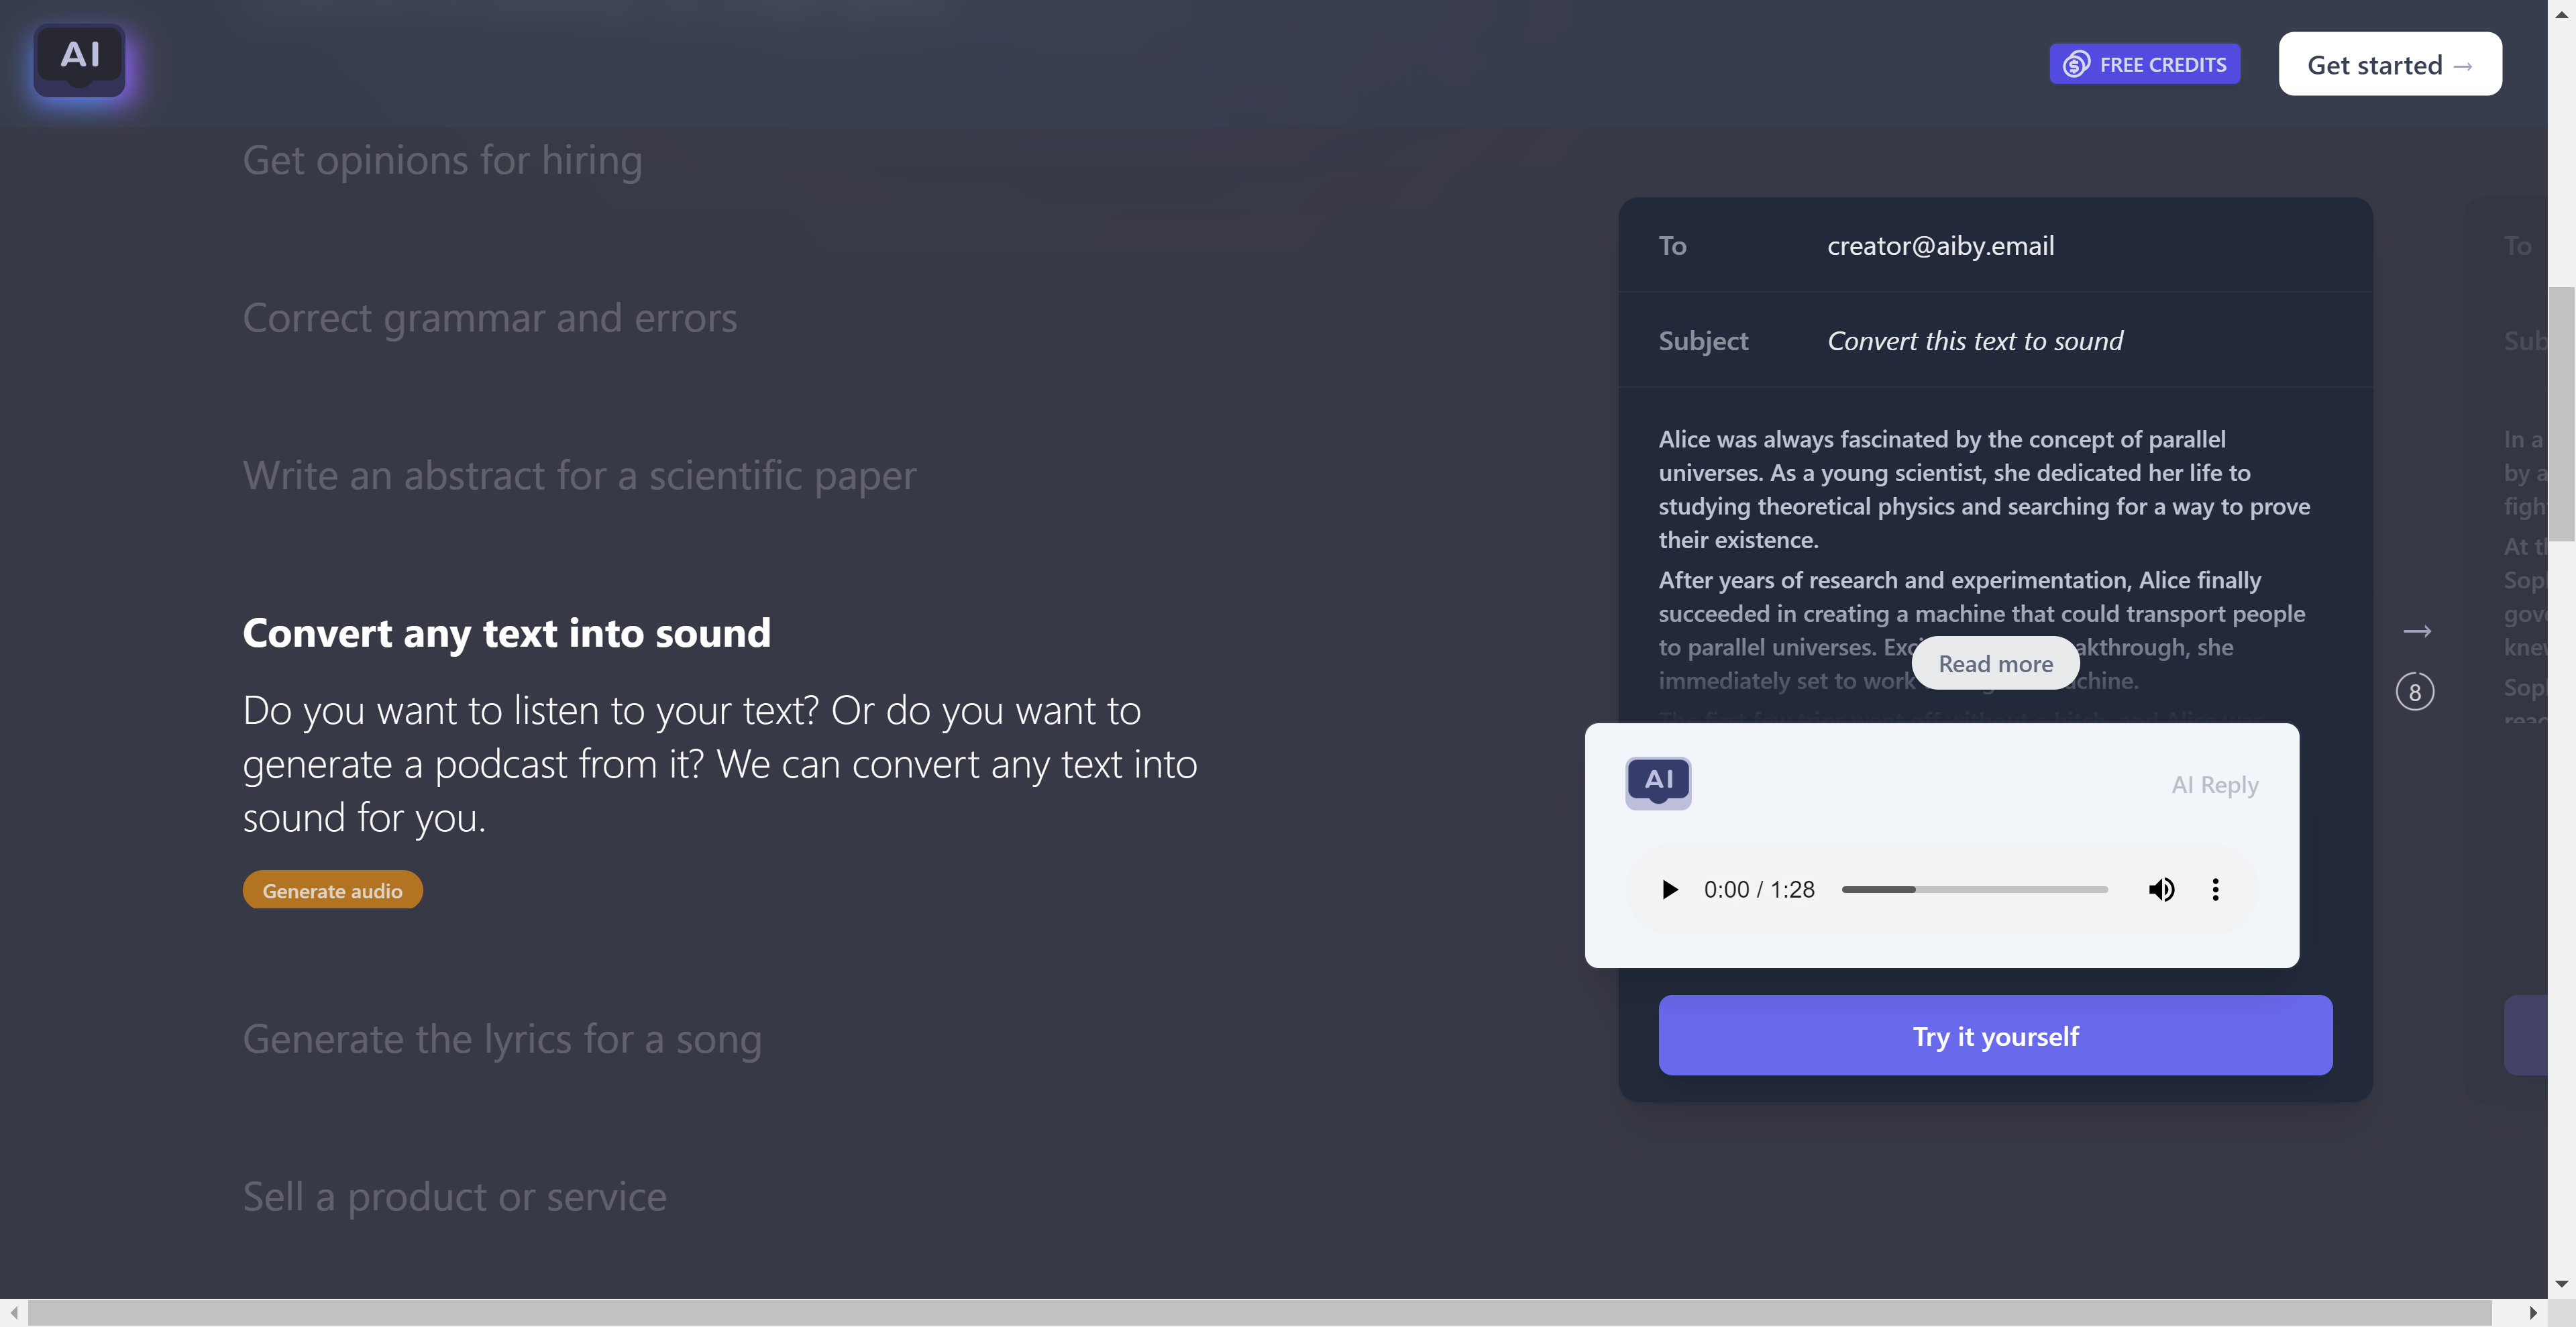 AI
FREE CREDITS
Get started →
Get opinions for hiring
Correct grammar and errors
Write an abstract for a scientific paper
Convert any text into sound
Do you want to listen to your text? Or do you want to
generate a podcast from it? We can convert any text into
sound for you.
Generate audio
Generate the lyrics for a song
Sell a product or service
To creator@aiby.email
Subject Convert this text to sound
Alice was always fascinated by the concept of parallel
universes. As a young scientist, she dedicated her life to
studying theoretical physics and searching for a way to prove
their existence.
After years of research and experimentation, Alice finally
succeeded in creating a machine that could transport people
to parallel universes. akthrough, she
immediately set to work
Read more
AI
AI Reply
0:00 / 1:28
Try it yourself
→
8
To
Sub
In a
by a
figh
At t
Sop
gov
kne
Sop